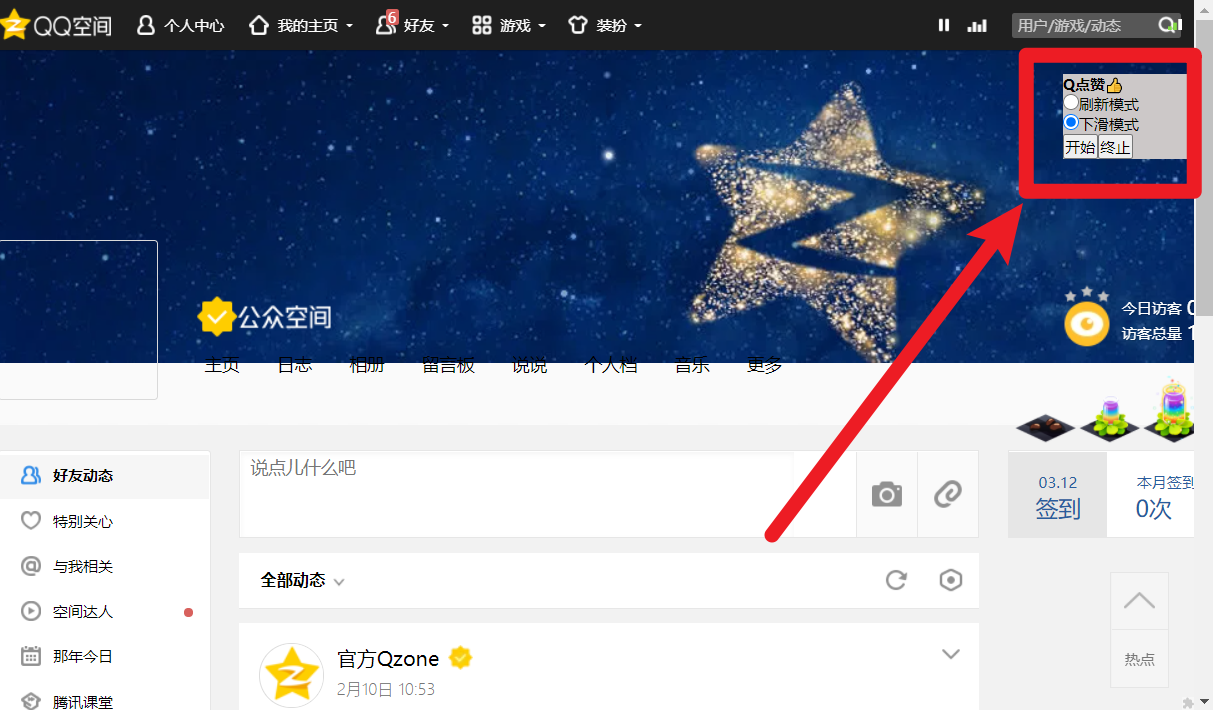 QQ空间 个人中心 我的主页 6 好友 游戏 装扮 用户/游戏/动态
Q点赞👍
刷新模式
下滑模式
开始 终止
公众空间
今日访客 0
访客总量 1
主页 日志 相册 留言板 说说 个人档 音乐 更多
好友动态
特别关心
与我相关
空间达人
那年今日
腾讯课堂
说点儿什么吧
03.12
签到
本月签到
0次
全部动态
官方Qzone
2月10日 10:53
热点